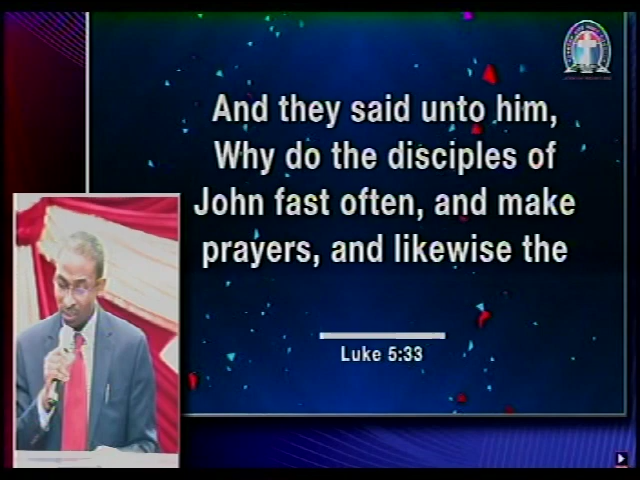 And they said unto him,
Why do the disciples of
John fast often, and make
prayers, and likewise the
Luke 5:33